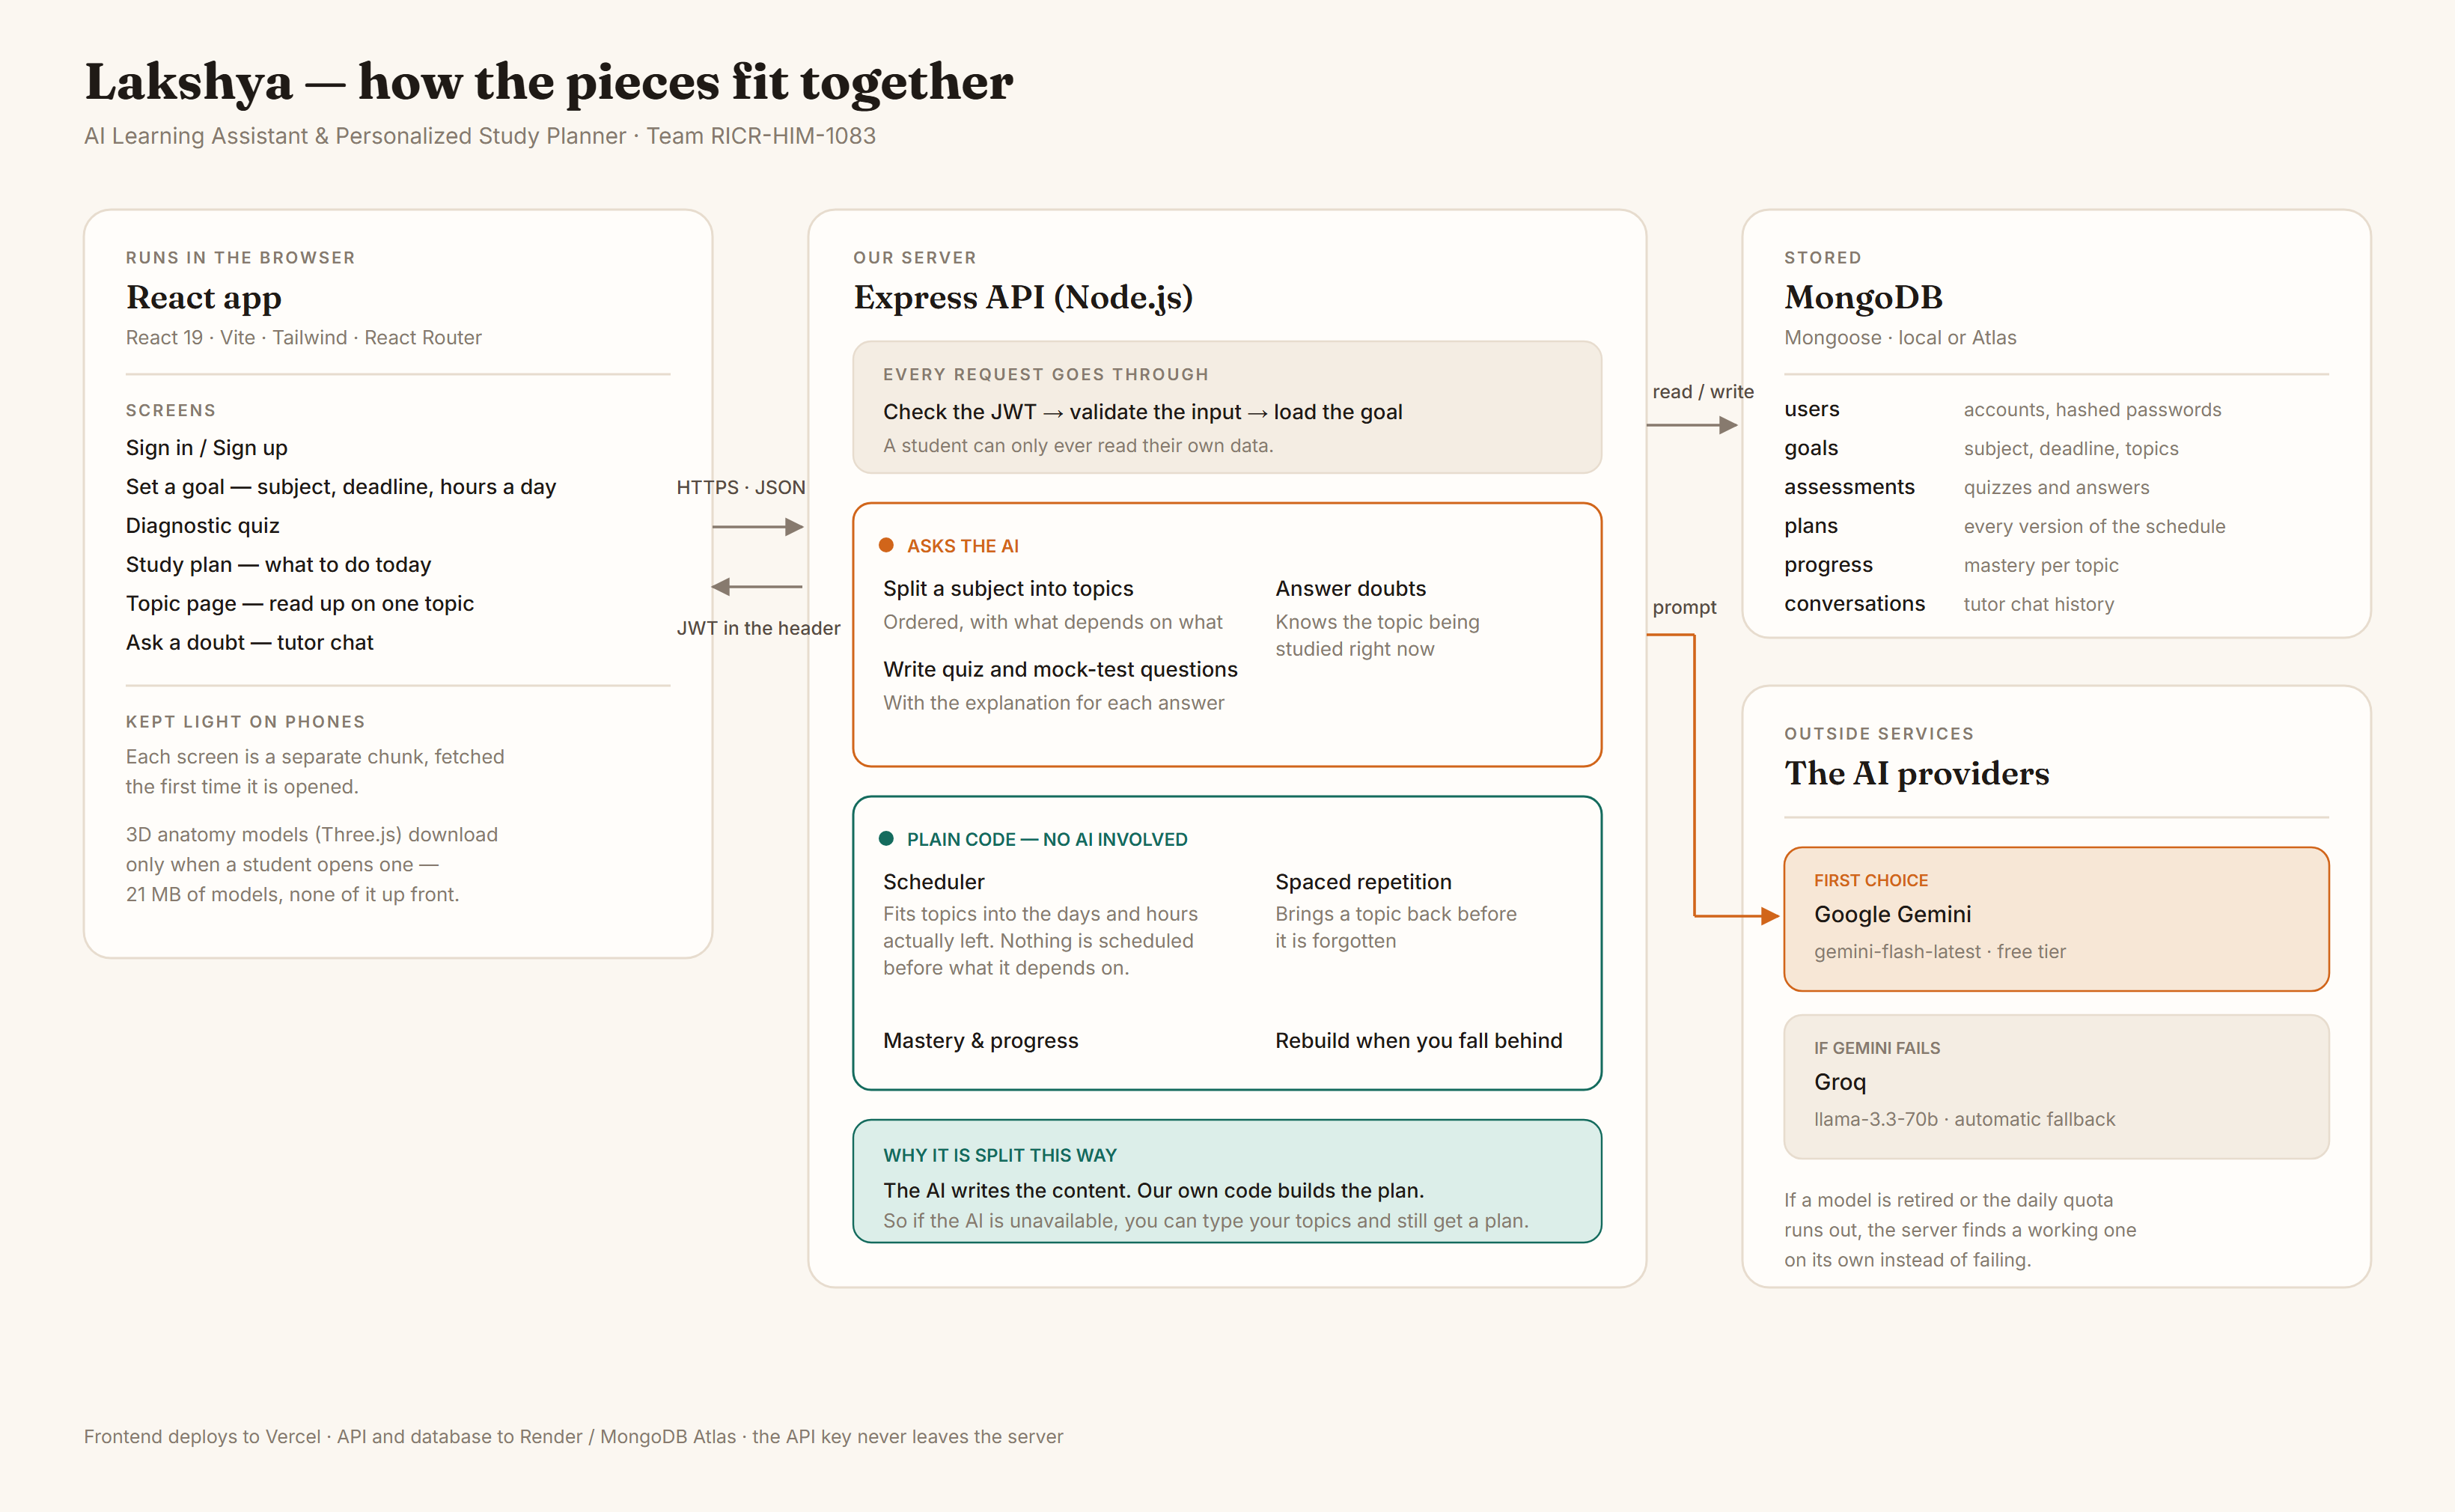 Lakshya — how the pieces fit together
AI Learning Assistant & Personalized Study Planner · Team RICR-HIM-1083
RUNS IN THE BROWSER
React app
React 19 · Vite · Tailwind · React Router
SCREENS
Sign in / Sign up
Set a goal — subject, deadline, hours a day
Diagnostic quiz
Study plan — what to do today
Topic page — read up on one topic
Ask a doubt — tutor chat
KEPT LIGHT ON PHONES
Each screen is a separate chunk, fetched
the first time it is opened.
3D anatomy models (Three.js) download
only when a student opens one —
21 MB of models, none of it up front.
HTTPS · JSON
JWT in the header
OUR SERVER
Express API (Node.js)
EVERY REQUEST GOES THROUGH
Check the JWT → validate the input → load the goal
A student can only ever read their own data.
ASKS THE AI
Split a subject into topics
Ordered, with what depends on what
Write quiz and mock-test questions
With the explanation for each answer
Answer doubts
Knows the topic being
studied right now
PLAIN CODE — NO AI INVOLVED
Scheduler
Fits topics into the days and hours
actually left. Nothing is scheduled
before what it depends on.
Spaced repetition
Brings a topic back before
it is forgotten
Mastery & progress
Rebuild when you fall behind
WHY IT IS SPLIT THIS WAY
The AI writes the content. Our own code builds the plan.
So if the AI is unavailable, you can type your topics and still get a plan.
read / write
prompt
STORED
MongoDB
Mongoose · local or Atlas
users accounts, hashed passwords
goals subject, deadline, topics
assessments quizzes and answers
plans every version of the schedule
progress mastery per topic
conversations tutor chat history
OUTSIDE SERVICES
The AI providers
FIRST CHOICE
Google Gemini
gemini-flash-latest · free tier
IF GEMINI FAILS
Groq
llama-3.3-70b · automatic fallback
If a model is retired or the daily quota
runs out, the server finds a working one
on its own instead of failing.
Frontend deploys to Vercel · API and database to Render / MongoDB Atlas · the API key never leaves the server